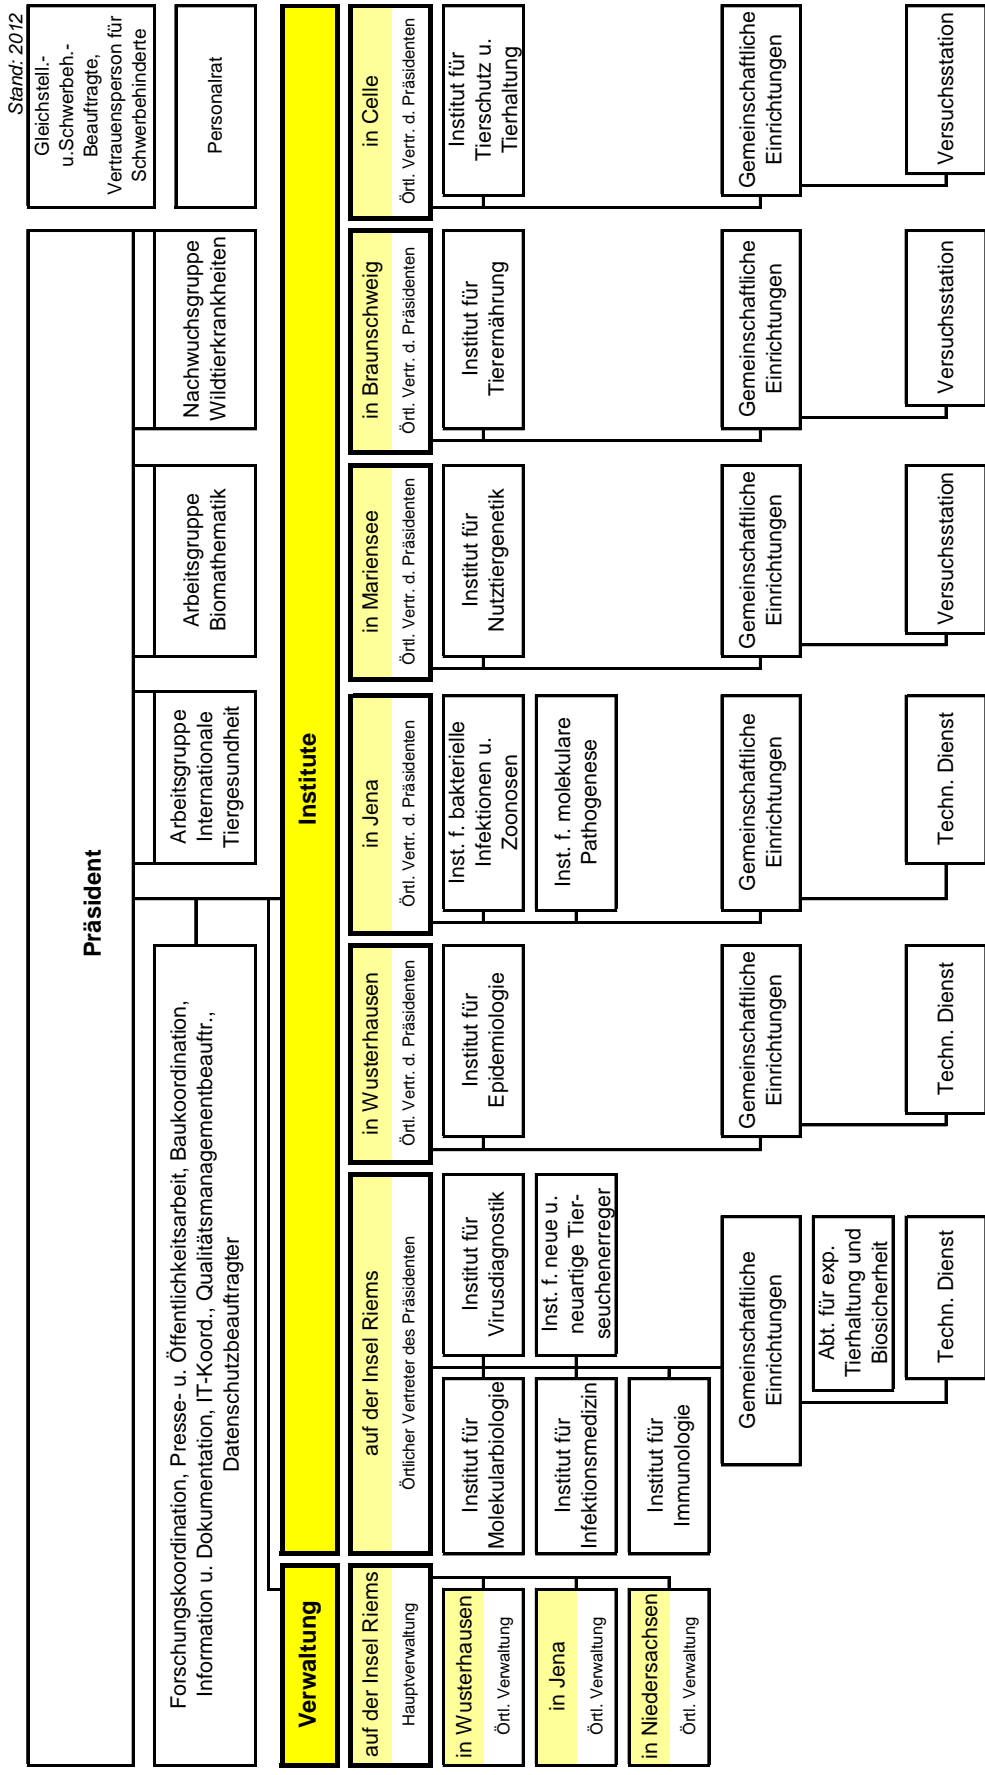 Stand: 2012
Präsident
Gleichstell.-
u.Schwerbeh.-
Beauftragte,
Vertrauensperson für
Schwerbehinderte
Forschungskoordination, Presse- u. Öffentlichkeitsarbeit, Baukoordination,
Information u. Dokumentation, IT-Koord., Qualitätsmanagementbeauftr.,
Datenschutzbeauftragter
Arbeitsgruppe
Internationale
Tiergesundheit
Arbeitsgruppe
Biomathematik
Nachwuchsgruppe
Wildtierkrankheiten
Personalrat
Verwaltung
Institute
auf der Insel Riems
Hauptverwaltung
in Wusterhausen
Örtl. Verwaltung
in Jena
Örtl. Verwaltung
in Niedersachsen
Örtl. Verwaltung
auf der Insel Riems
Örtlicher Vertreter des Präsidenten
Institut für
Molekularbiologie
Institut für
Virusdiagnostik
Institut für
Infektionsmedizin
Inst. f. neue u.
neuartige Tier-
seuchenerreger
Institut für
Immunologie
Gemeinschaftliche
Einrichtungen
Abt. für exp.
Tierhaltung und
Biosicherheit
Techn. Dienst
in Wusterhausen
Örtl. Vertr. d. Präsidenten
Institut für
Epidemiologie
Gemeinschaftliche
Einrichtungen
Techn. Dienst
in Jena
Örtl. Vertr. d. Präsidenten
Inst. f. bakterielle
Infektionen u.
Zoonosen
Inst. f. molekulare
Pathogenese
Gemeinschaftliche
Einrichtungen
Techn. Dienst
in Mariensee
Örtl. Vertr. d. Präsidenten
Institut für
Nutztiergenetik
Gemeinschaftliche
Einrichtungen
Versuchsstation
in Braunschweig
Örtl. Vertr. d. Präsidenten
Institut für
Tierernährung
Gemeinschaftliche
Einrichtungen
Versuchsstation
in Celle
Örtl. Vertr. d. Präsidenten
Institut für
Tierschutz u.
Tierhaltung
Gemeinschaftliche
Einrichtungen
Versuchsstation